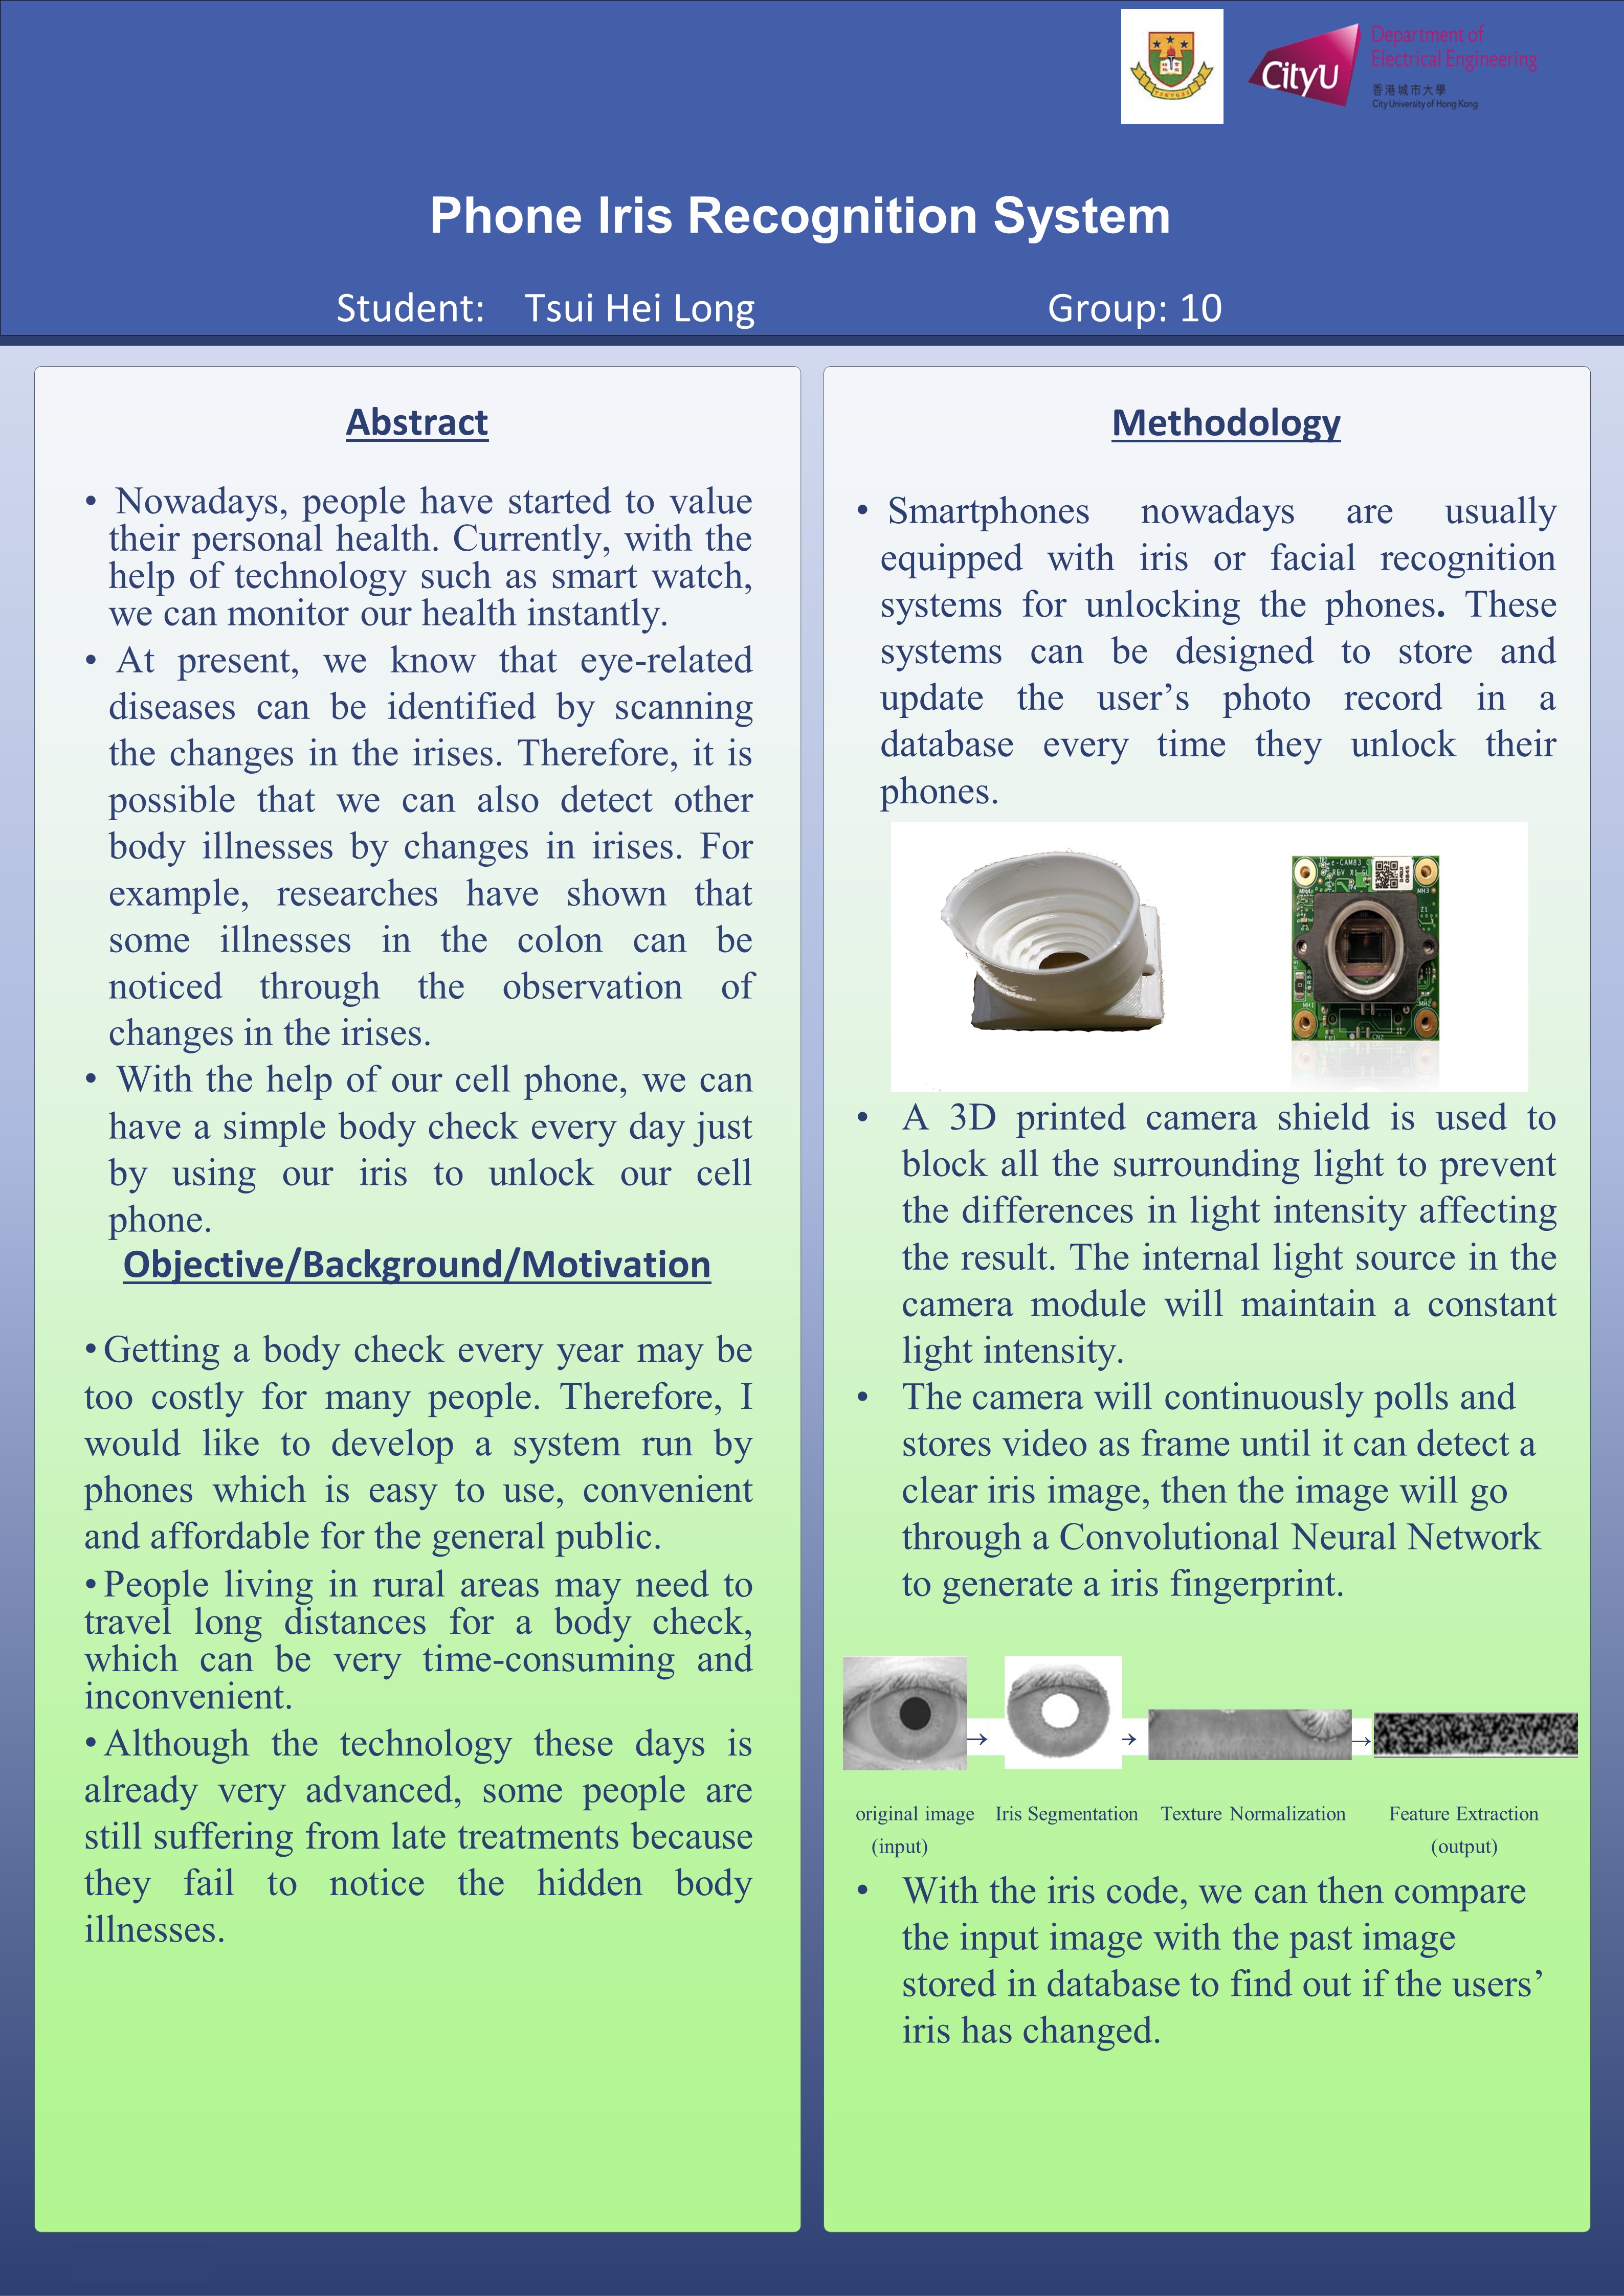 Department of
Electrical Engineering
CityU
香港城市大學
City University of Hong Kong
Phone Iris Recognition System
Student: Tsui Hei Long Group: 10
Abstract
• Nowadays, people have started to value
their personal health. Currently, with the
help of technology such as smart watch,
we can monitor our health instantly.
• At present, we know that eye-related
diseases can be identified by scanning
the changes in the irises. Therefore, it is
possible that we can also detect other
body illnesses by changes in irises. For
example, researches have shown that
some illnesses in the colon can be
noticed through the observation of
changes in the irises.
• With the help of our cell phone, we can
have a simple body check every day just
by using our iris to unlock our cell
phone.
Objective/Background/Motivation
• Getting a body check every year may be
too costly for many people. Therefore, I
would like to develop a system run by
phones which is easy to use, convenient
and affordable for the general public.
• People living in rural areas may need to
travel long distances for a body check,
which can be very time-consuming and
inconvenient.
• Although the technology these days is
already very advanced, some people are
still suffering from late treatments because
they fail to notice the hidden body
illnesses.
Methodology
• Smartphones nowadays are usually
equipped with iris or facial recognition
systems for unlocking the phones. These
systems can be designed to store and
update the user’s photo record in a
database every time they unlock their
phones.
• A 3D printed camera shield is used to
block all the surrounding light to prevent
the differences in light intensity affecting
the result. The internal light source in the
camera module will maintain a constant
light intensity.
• The camera will continuously polls and
stores video as frame until it can detect a
clear iris image, then the image will go
through a Convolutional Neural Network
to generate a iris fingerprint.
→ → →
original image Iris Segmentation Texture Normalization Feature Extraction
(input) (output)
• With the iris code, we can then compare
the input image with the past image
stored in database to find out if the users’
iris has changed.